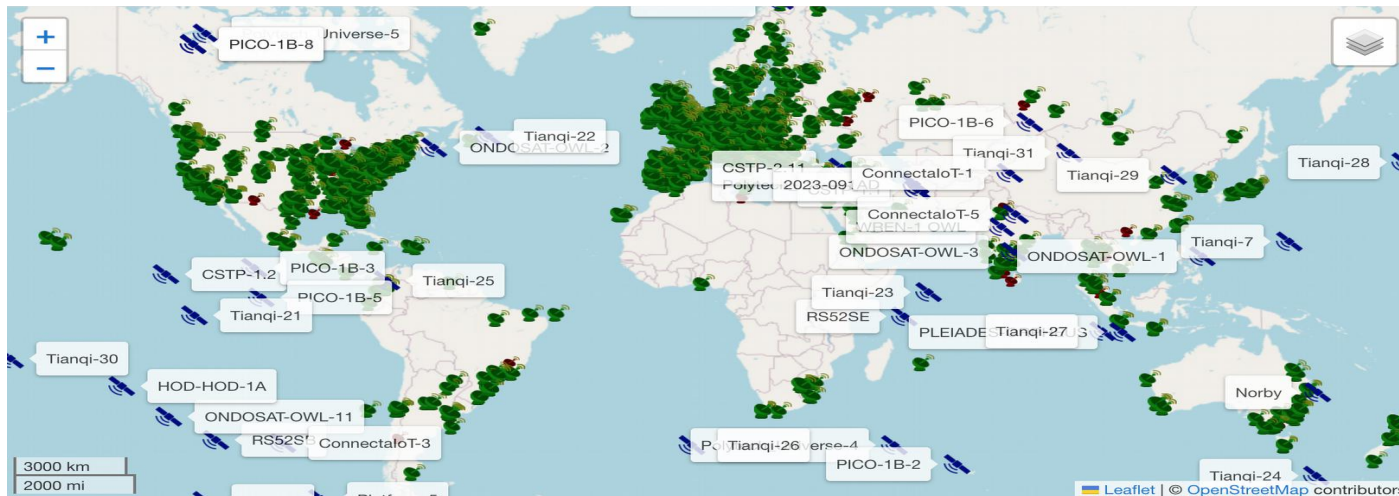 +
−
Universe-5
PICO-1B-8
Tianqi-22
ONDOSAT-OWL-2
PICO-1B-6
Tianqi-31
Tianqi-28
CSTP-2.11
ConnectaIoT-1
Tianqi-29
2023-091AD
ConnectaIoT-5
WREN-1 OWL
Tianqi-7
ONDOSAT-OWL-3
ONDOSAT-OWL-1
CSTP-1.2
PICO-1B-3
Tianqi-25
PICO-1B-5
Tianqi-23
Tianqi-21
RS52SE
Tianqi-27
Tianqi-30
HOD-HOD-1A
Norby
ONDOSAT-OWL-11
ConnectaIoT-3
Tianqi-26
PICO-1B-2
3000 km
2000 mi
Tianqi-24
Leaflet | © OpenStreetMap contributors